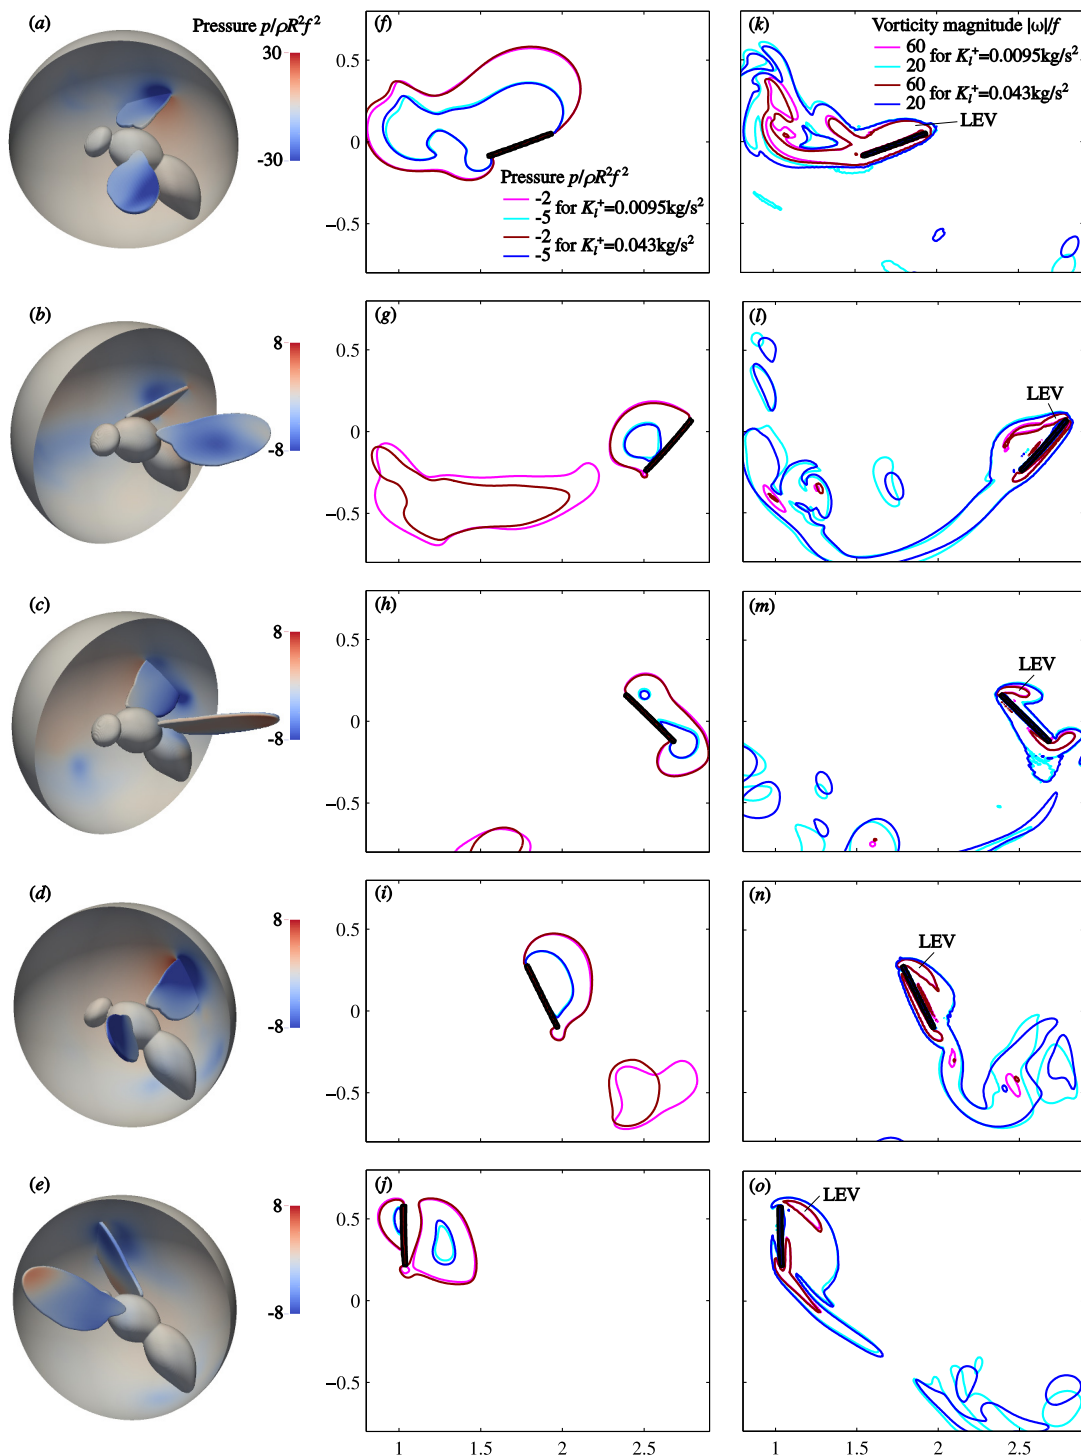 (a)
Pressure p/ρR²f²
30
-30
(f)
0.5
0
−0.5
Pressure p/ρR²f²
-2
-5
for Kₗ⁺=0.0095kg/s²
-2
-5
for Kₗ⁺=0.043kg/s²
(k)
Vorticity magnitude |ω|/f
60
20
for Kₗ⁺=0.0095kg/s²
60
20
for Kₗ⁺=0.043kg/s²
LEV
(b)
8
-8
(g)
0.5
0
−0.5
(l)
LEV
(c)
8
-8
(h)
0.5
0
−0.5
(m)
LEV
(d)
8
-8
(i)
0.5
0
−0.5
(n)
LEV
(e)
8
-8
(j)
0.5
0
−0.5
1
1.5
2
2.5
(o)
LEV
1
1.5
2
2.5